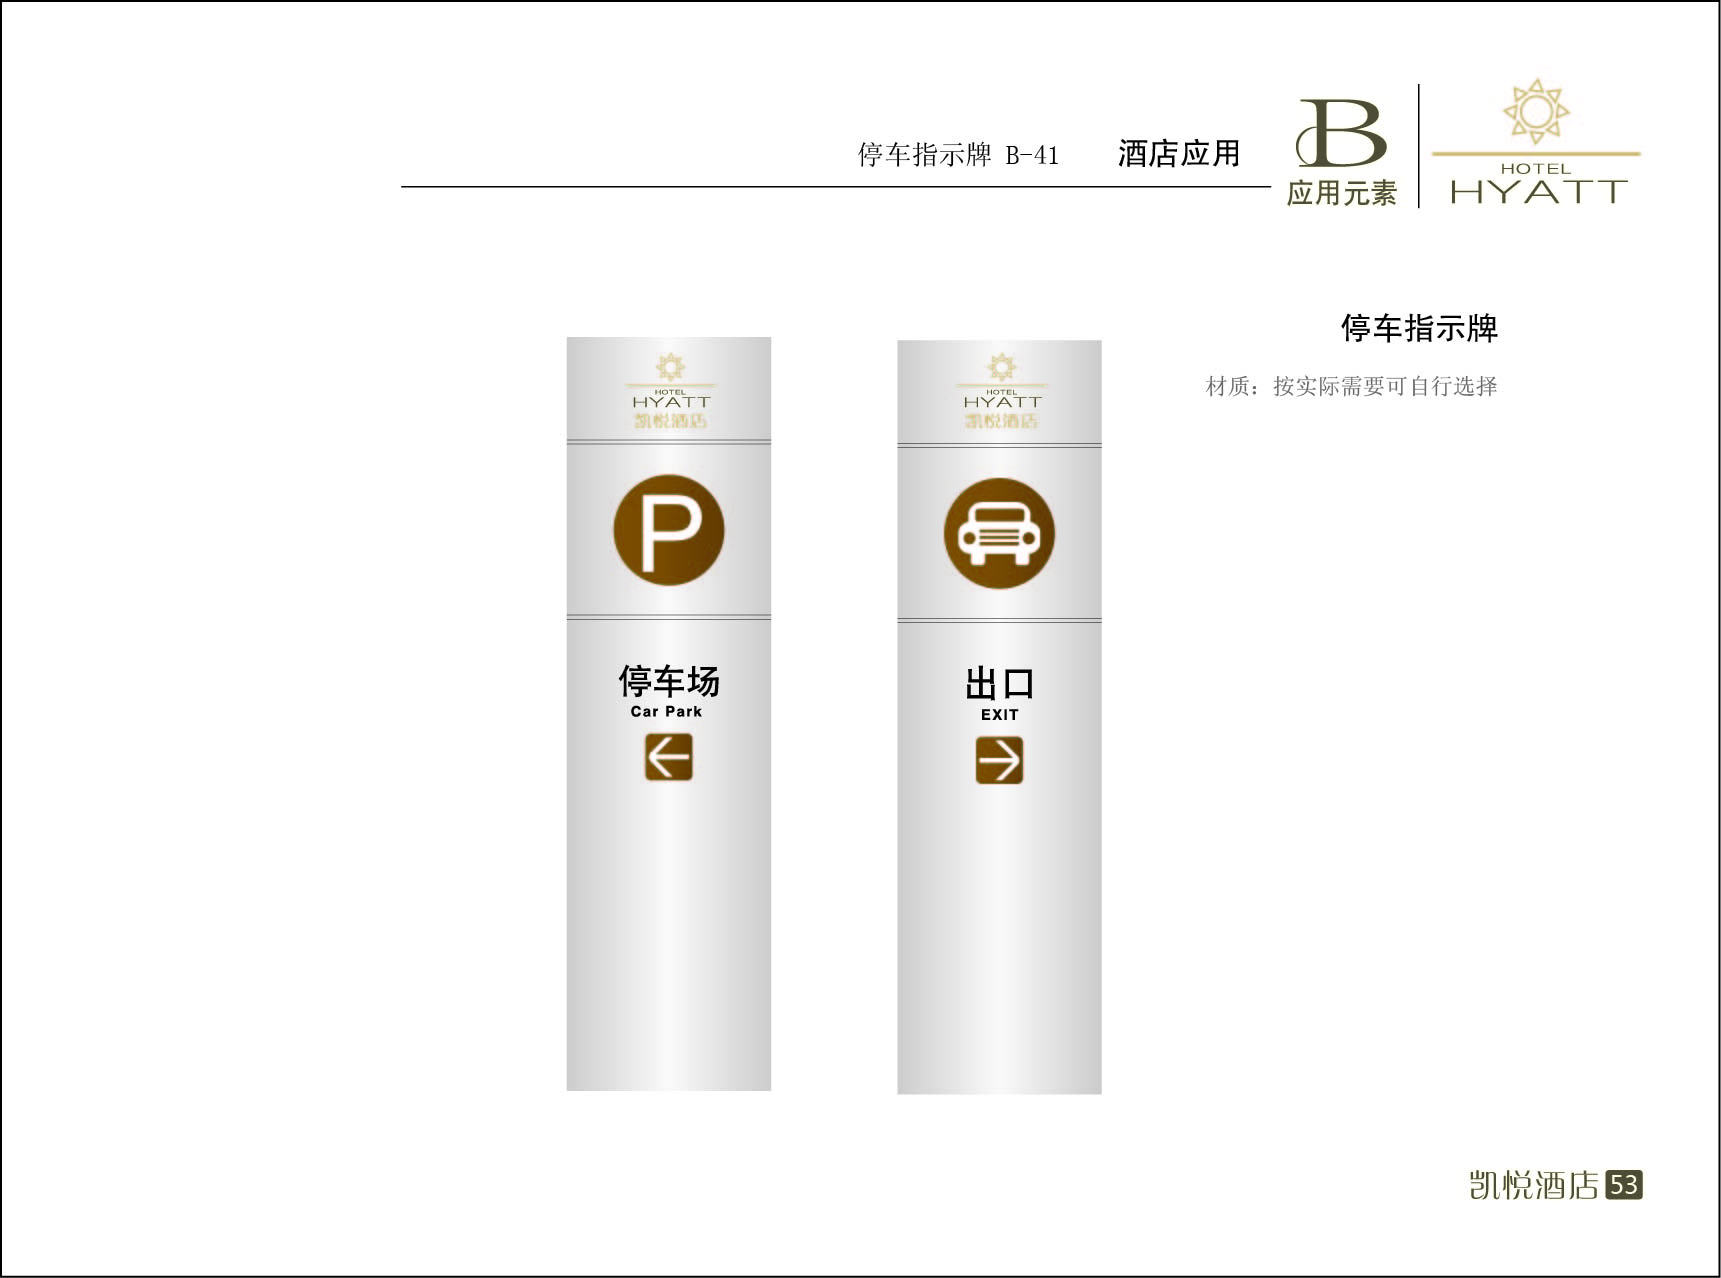 停车指示牌 B-41 酒店应用
B
应用元素
HOTEL
HYATT
停车指示牌
材质：按实际需要可自行选择
HOTEL
HYATT
凯悦酒店
P
停车场
Car Park
HOTEL
HYATT
凯悦酒店
出口
EXIT
凯悦酒店 53